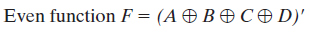 Even function F = (A ⊕ B ⊕ C ⊕ D)'